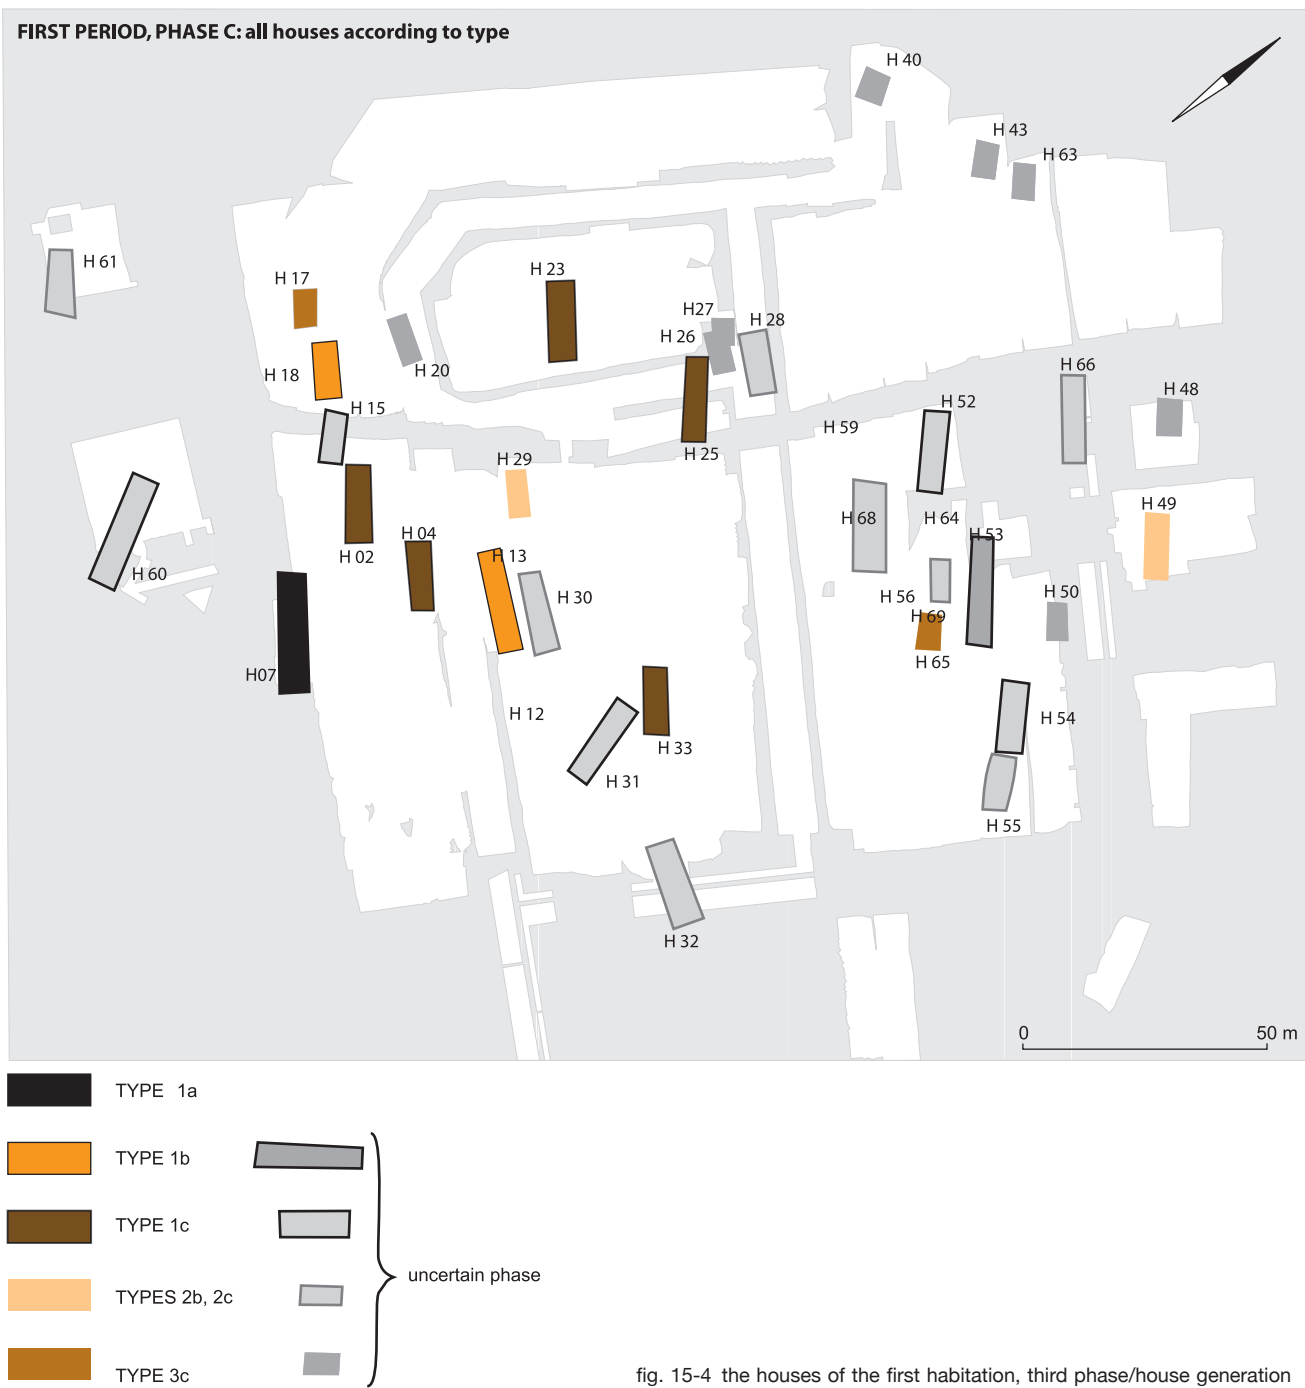 FIRST PERIOD, PHASE C: all houses according to type
H 40
H 43
H 63
H 61
H 17
H 23
H27
H 28
H 26
H 18
H 20
H 66
H 48
H 15
H 52
H 59
H 25
H 29
H 49
H 68
H 64
H 04
H 53
H 02
H 13
H 60
H 30
H 56
H 50
H 69
H 65
H07
H 12
H 54
H 33
H 31
H 55
H 32
0 50 m
TYPE 1a
TYPE 1b
TYPE 1c
uncertain phase
TYPES 2b, 2c
TYPE 3c
fig. 15-4 the houses of the first habitation, third phase/house generation